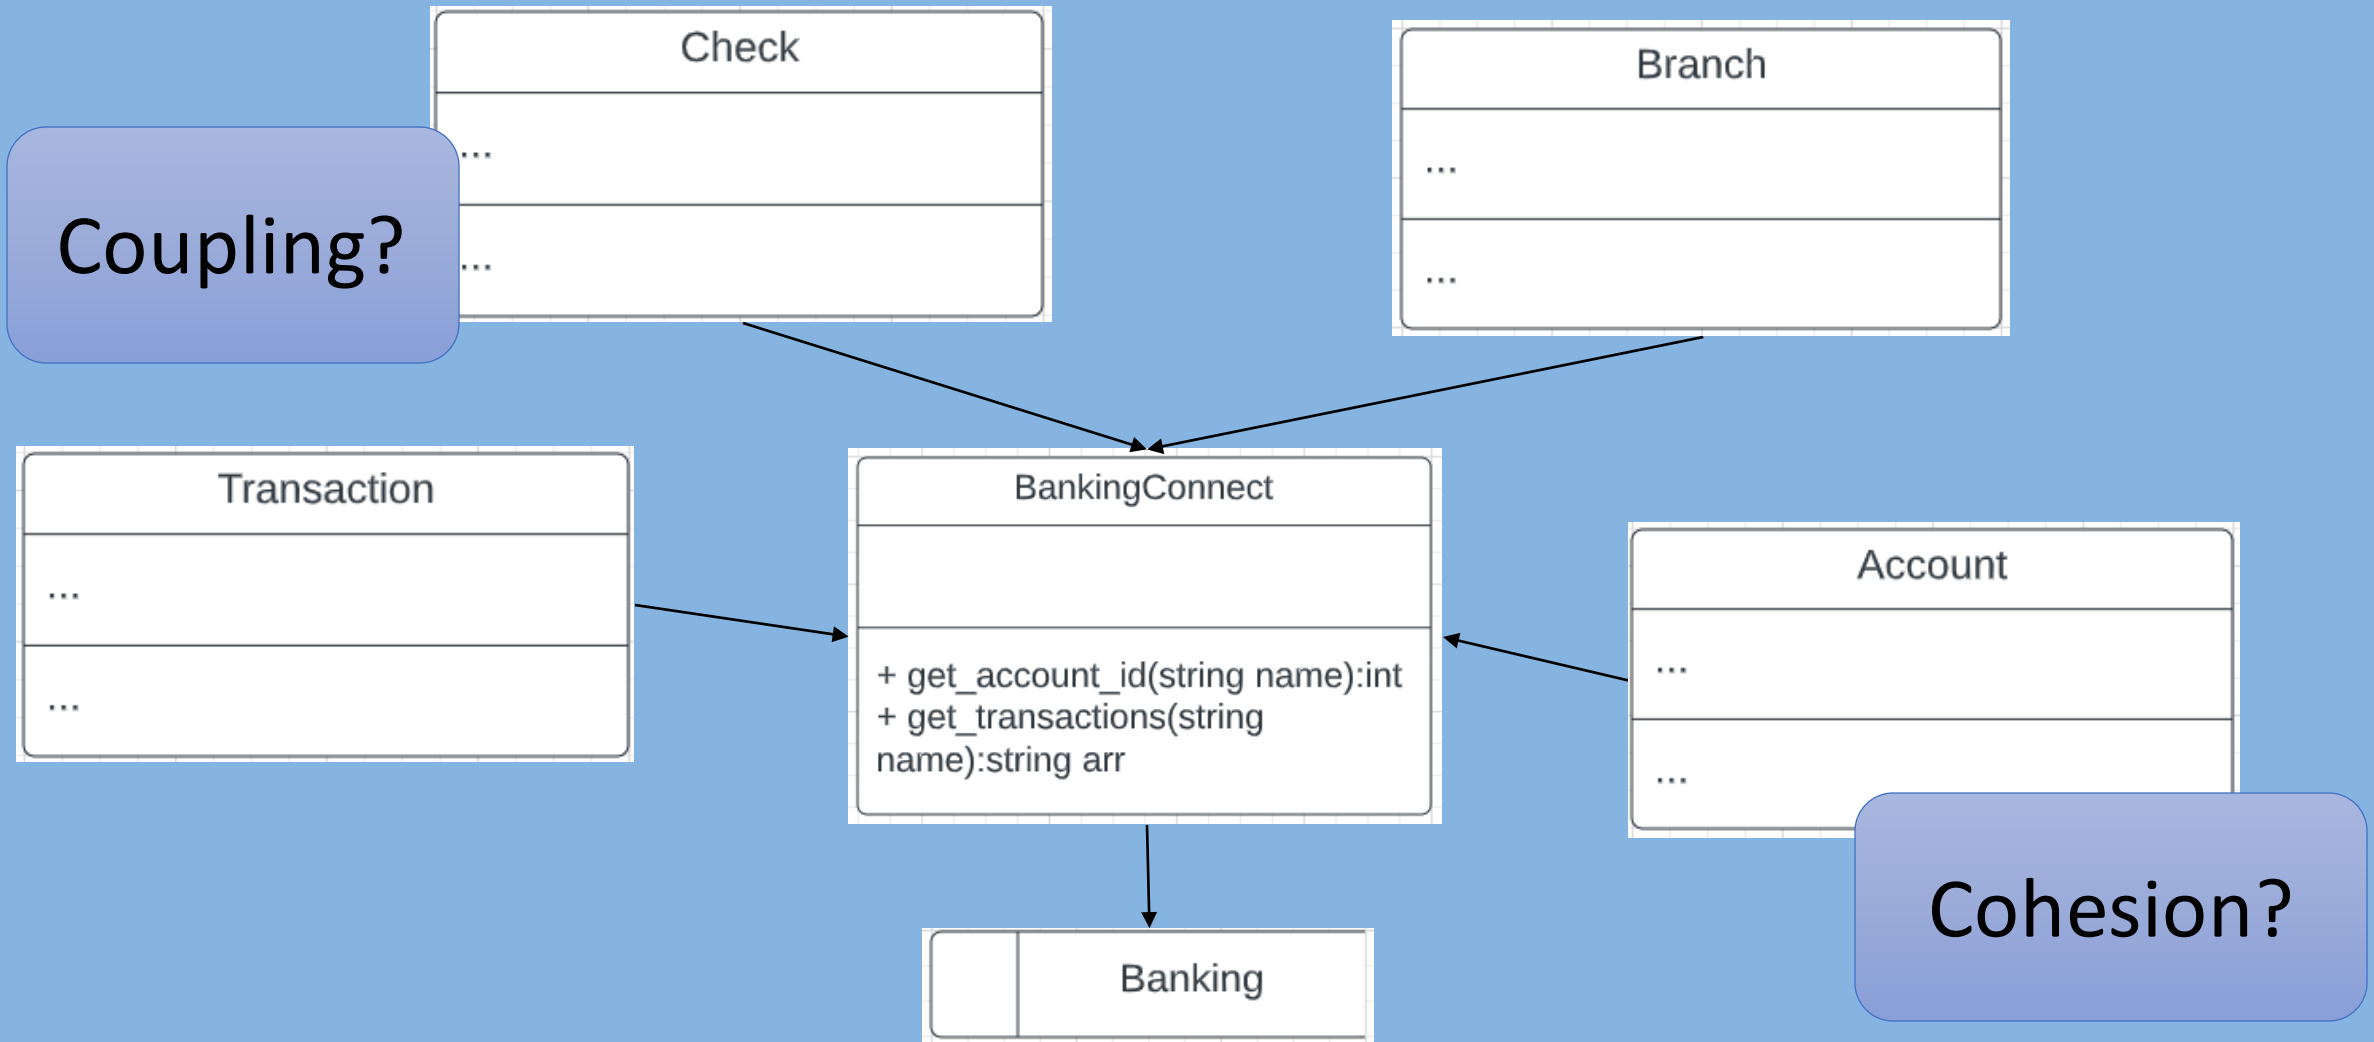 Check
...
...
Branch
...
...
Coupling?
Transaction
...
...
BankingConnect
+ get_account_id(string name):int
+ get_transactions(string
name):string arr
Account
...
...
Cohesion?
Banking